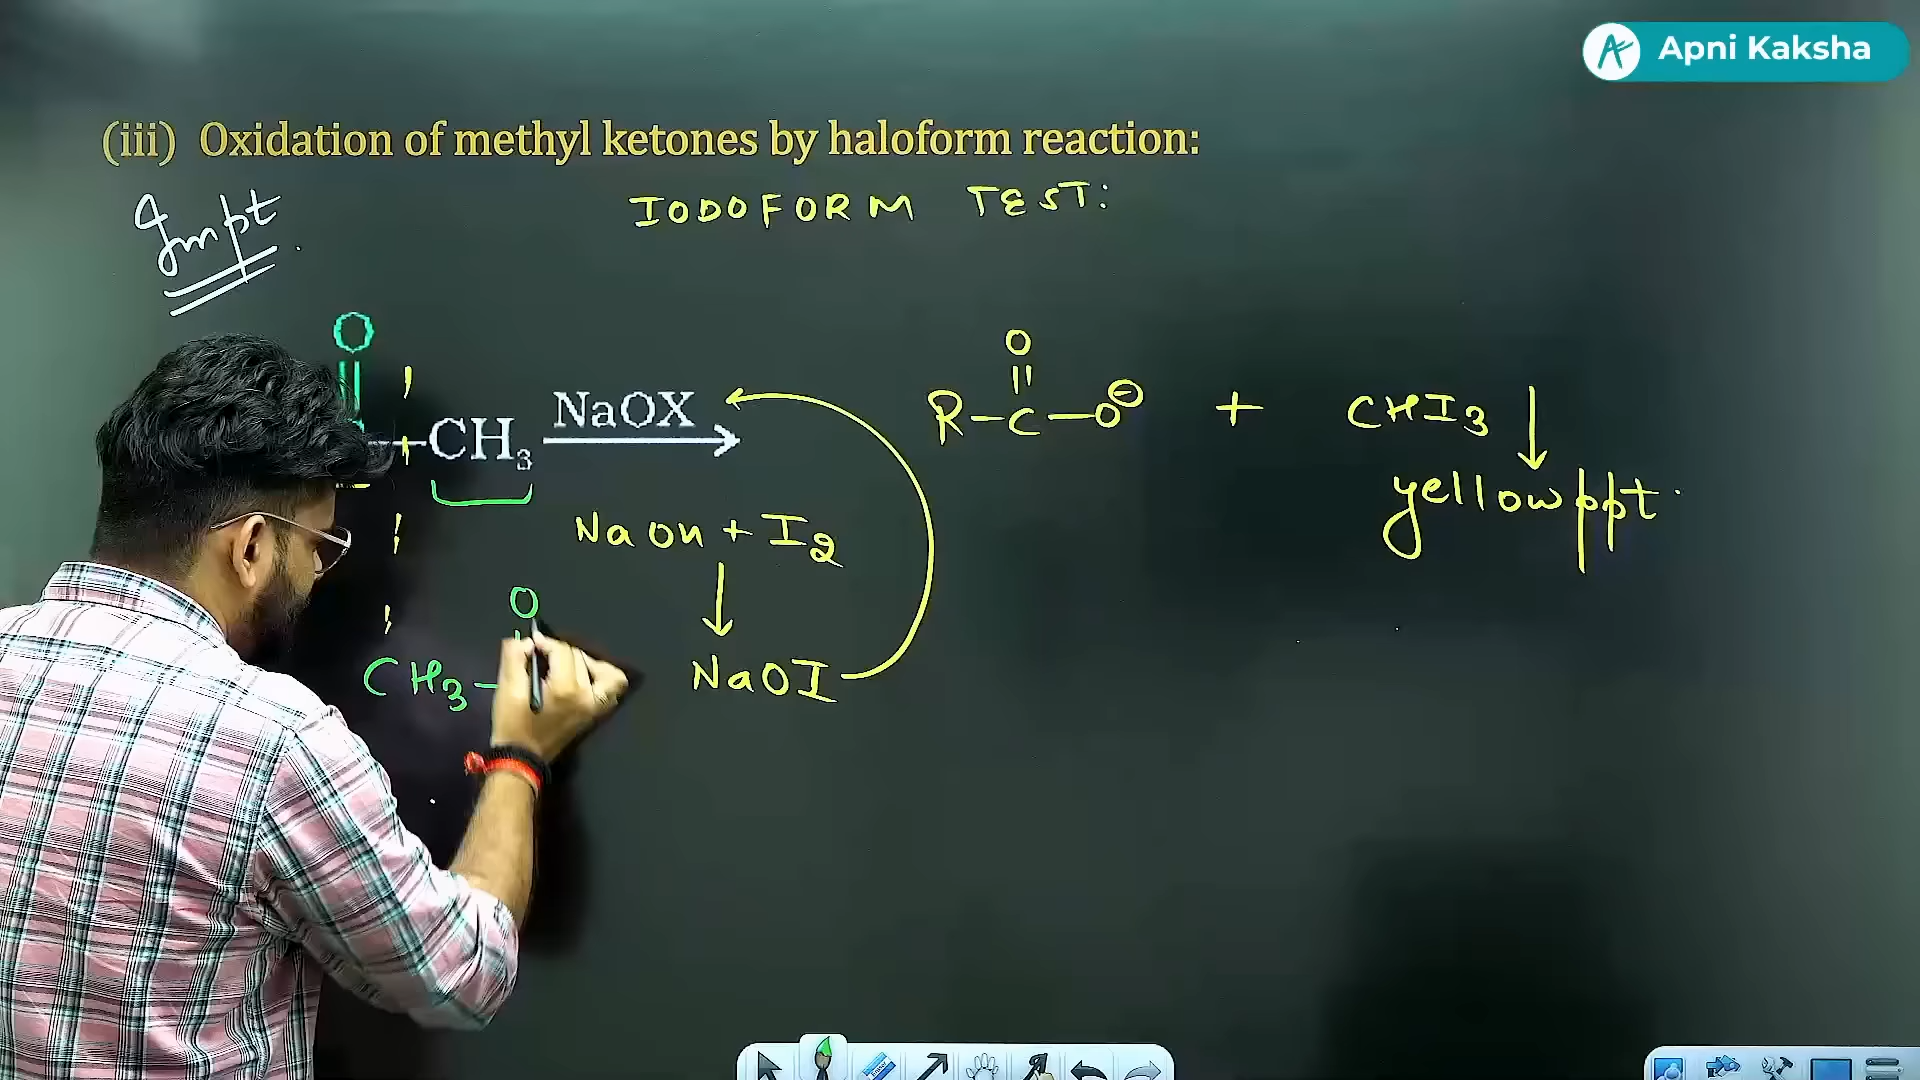 Apni Kaksha
(iii) Oxidation of methyl ketones by haloform reaction:
Impt.
IODOFORM TEST:
O
CH₃
NaOX
O
R-C-O⊖ + CHI3 ↓
yellow ppt.
NaOH + I2
↓
NaOI
O
CH3-